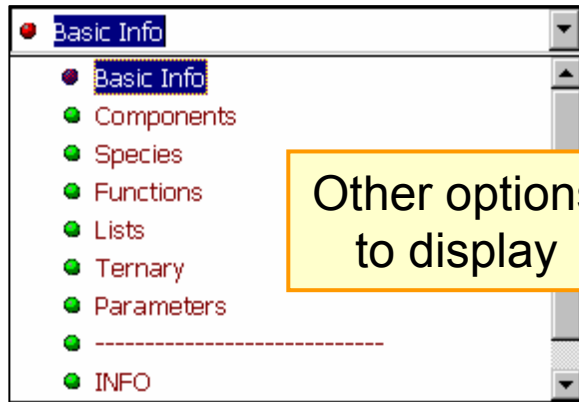 Basic Info
Basic Info
Components
Species
Functions
Lists
Ternary
Parameters
-----------------------------
INFO
Other options
to display